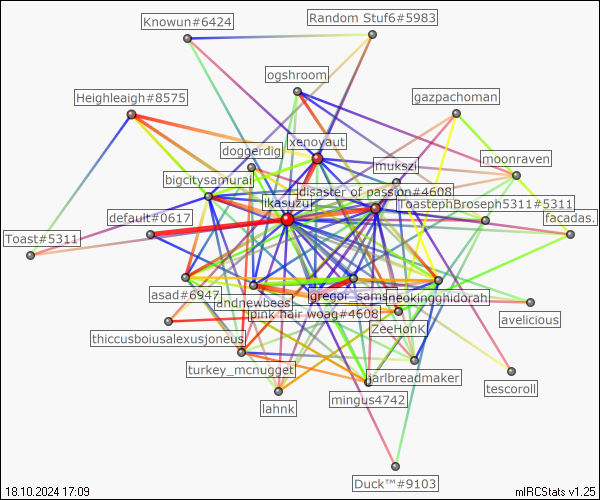 Knowun#6424
Random Stuf6#5983
ogshroom
Heighleaigh#8575
gazpachoman
xenoyaut
doggerdig
mukszi
moonraven
bigcitysamurai
disaster of passion#4608
ikasuzu
ToastephBroseph5311#5311
default#0617
facadas.
Toast#5311
asad#6947
landnewbees
gregor_sams
neokingghidorah
pink hair woag#4608
avelicious
ZeeHonK
thiccusboiusalexusjoneus
turkey_mcnugget
jarlbreadmaker
tescoroll
mingus4742
lahnk
Duck™#9103
18.10.2024 17:09
mIRCStats v1.25